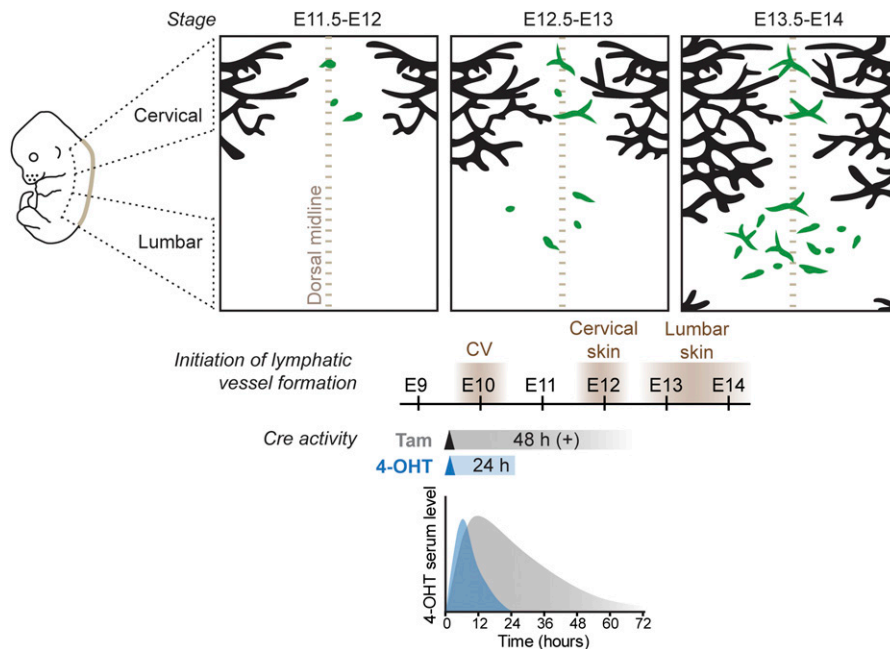 Stage E11.5-E12 E12.5-E13 E13.5-E14
Cervical
Lumbar
Dorsal midline
Initiation of lymphatic
vessel formation
CV
Cervical
skin
Lumbar
skin
E9 E10 E11 E12 E13 E14
Cre activity
Tam 48 h (+)
4-OHT 24 h
4-OHT serum level
0 12 24 36 48 60 72
Time (hours)